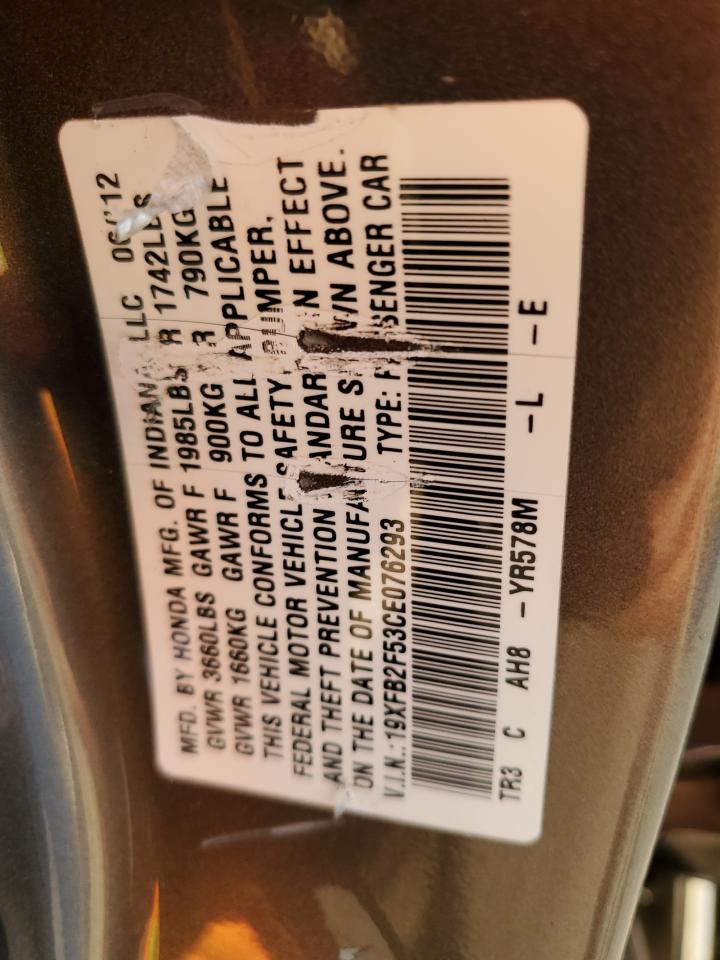 MFD. BY HONDA MFG. OF INDIANA LLC 06/12
GVWR 3660LBS GAWR F 1985LBS R 1742LBS
GVWR 1660KG GAWR F 900KG R 790KG
THIS VEHICLE CONFORMS TO ALL APPLICABLE
FEDERAL MOTOR VEHICLE SAFETY BUMPER,
AND THEFT PREVENTION STANDARDS IN EFFECT
ON THE DATE OF MANUFACTURE SHOWN ABOVE.
V.I.N.: 19XFB2F53CE076293 TYPE: PASSENGER CAR
TR3 C AH8 -YR578M -L -E